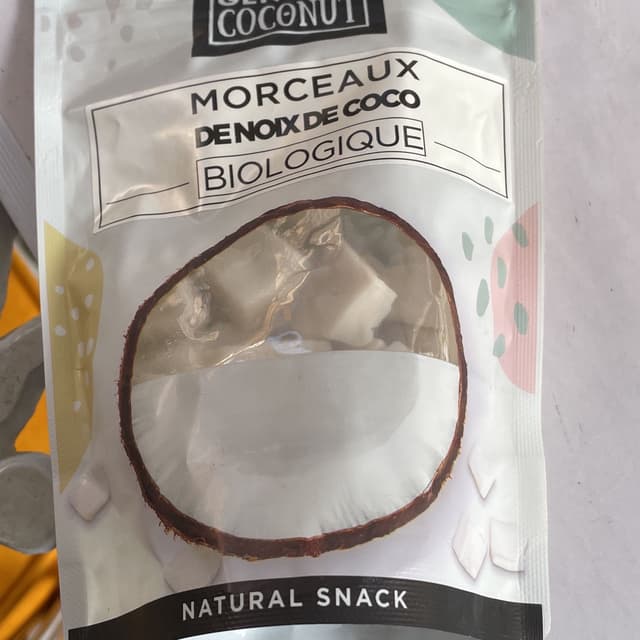 COCONUT
MORCEAUX
DE NOIX DE COCO
BIOLOGIQUE
NATURAL SNACK